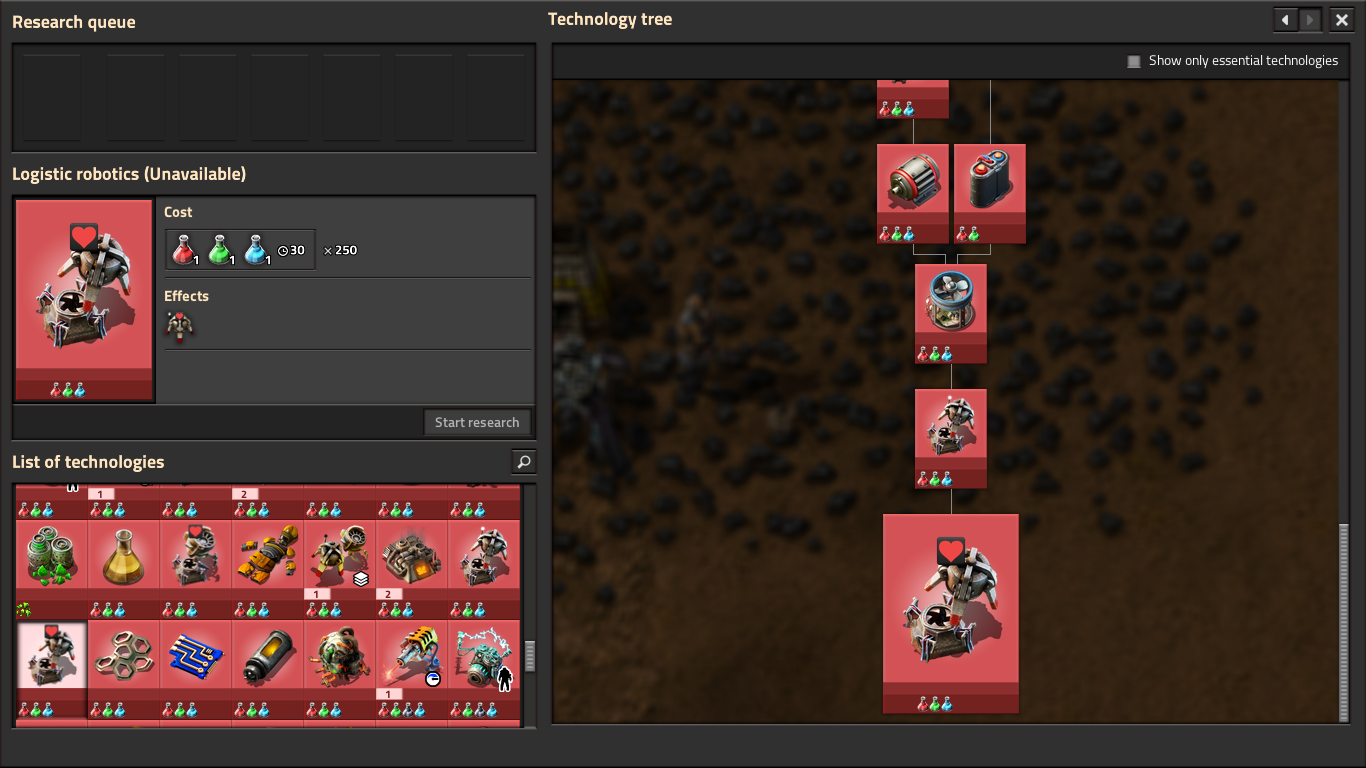 Research queue
Technology tree
Show only essential technologies
Logistic robotics (Unavailable)
Cost
1 1 1 30 × 250
Effects
Start research
List of technologies
1 2
1 2
1